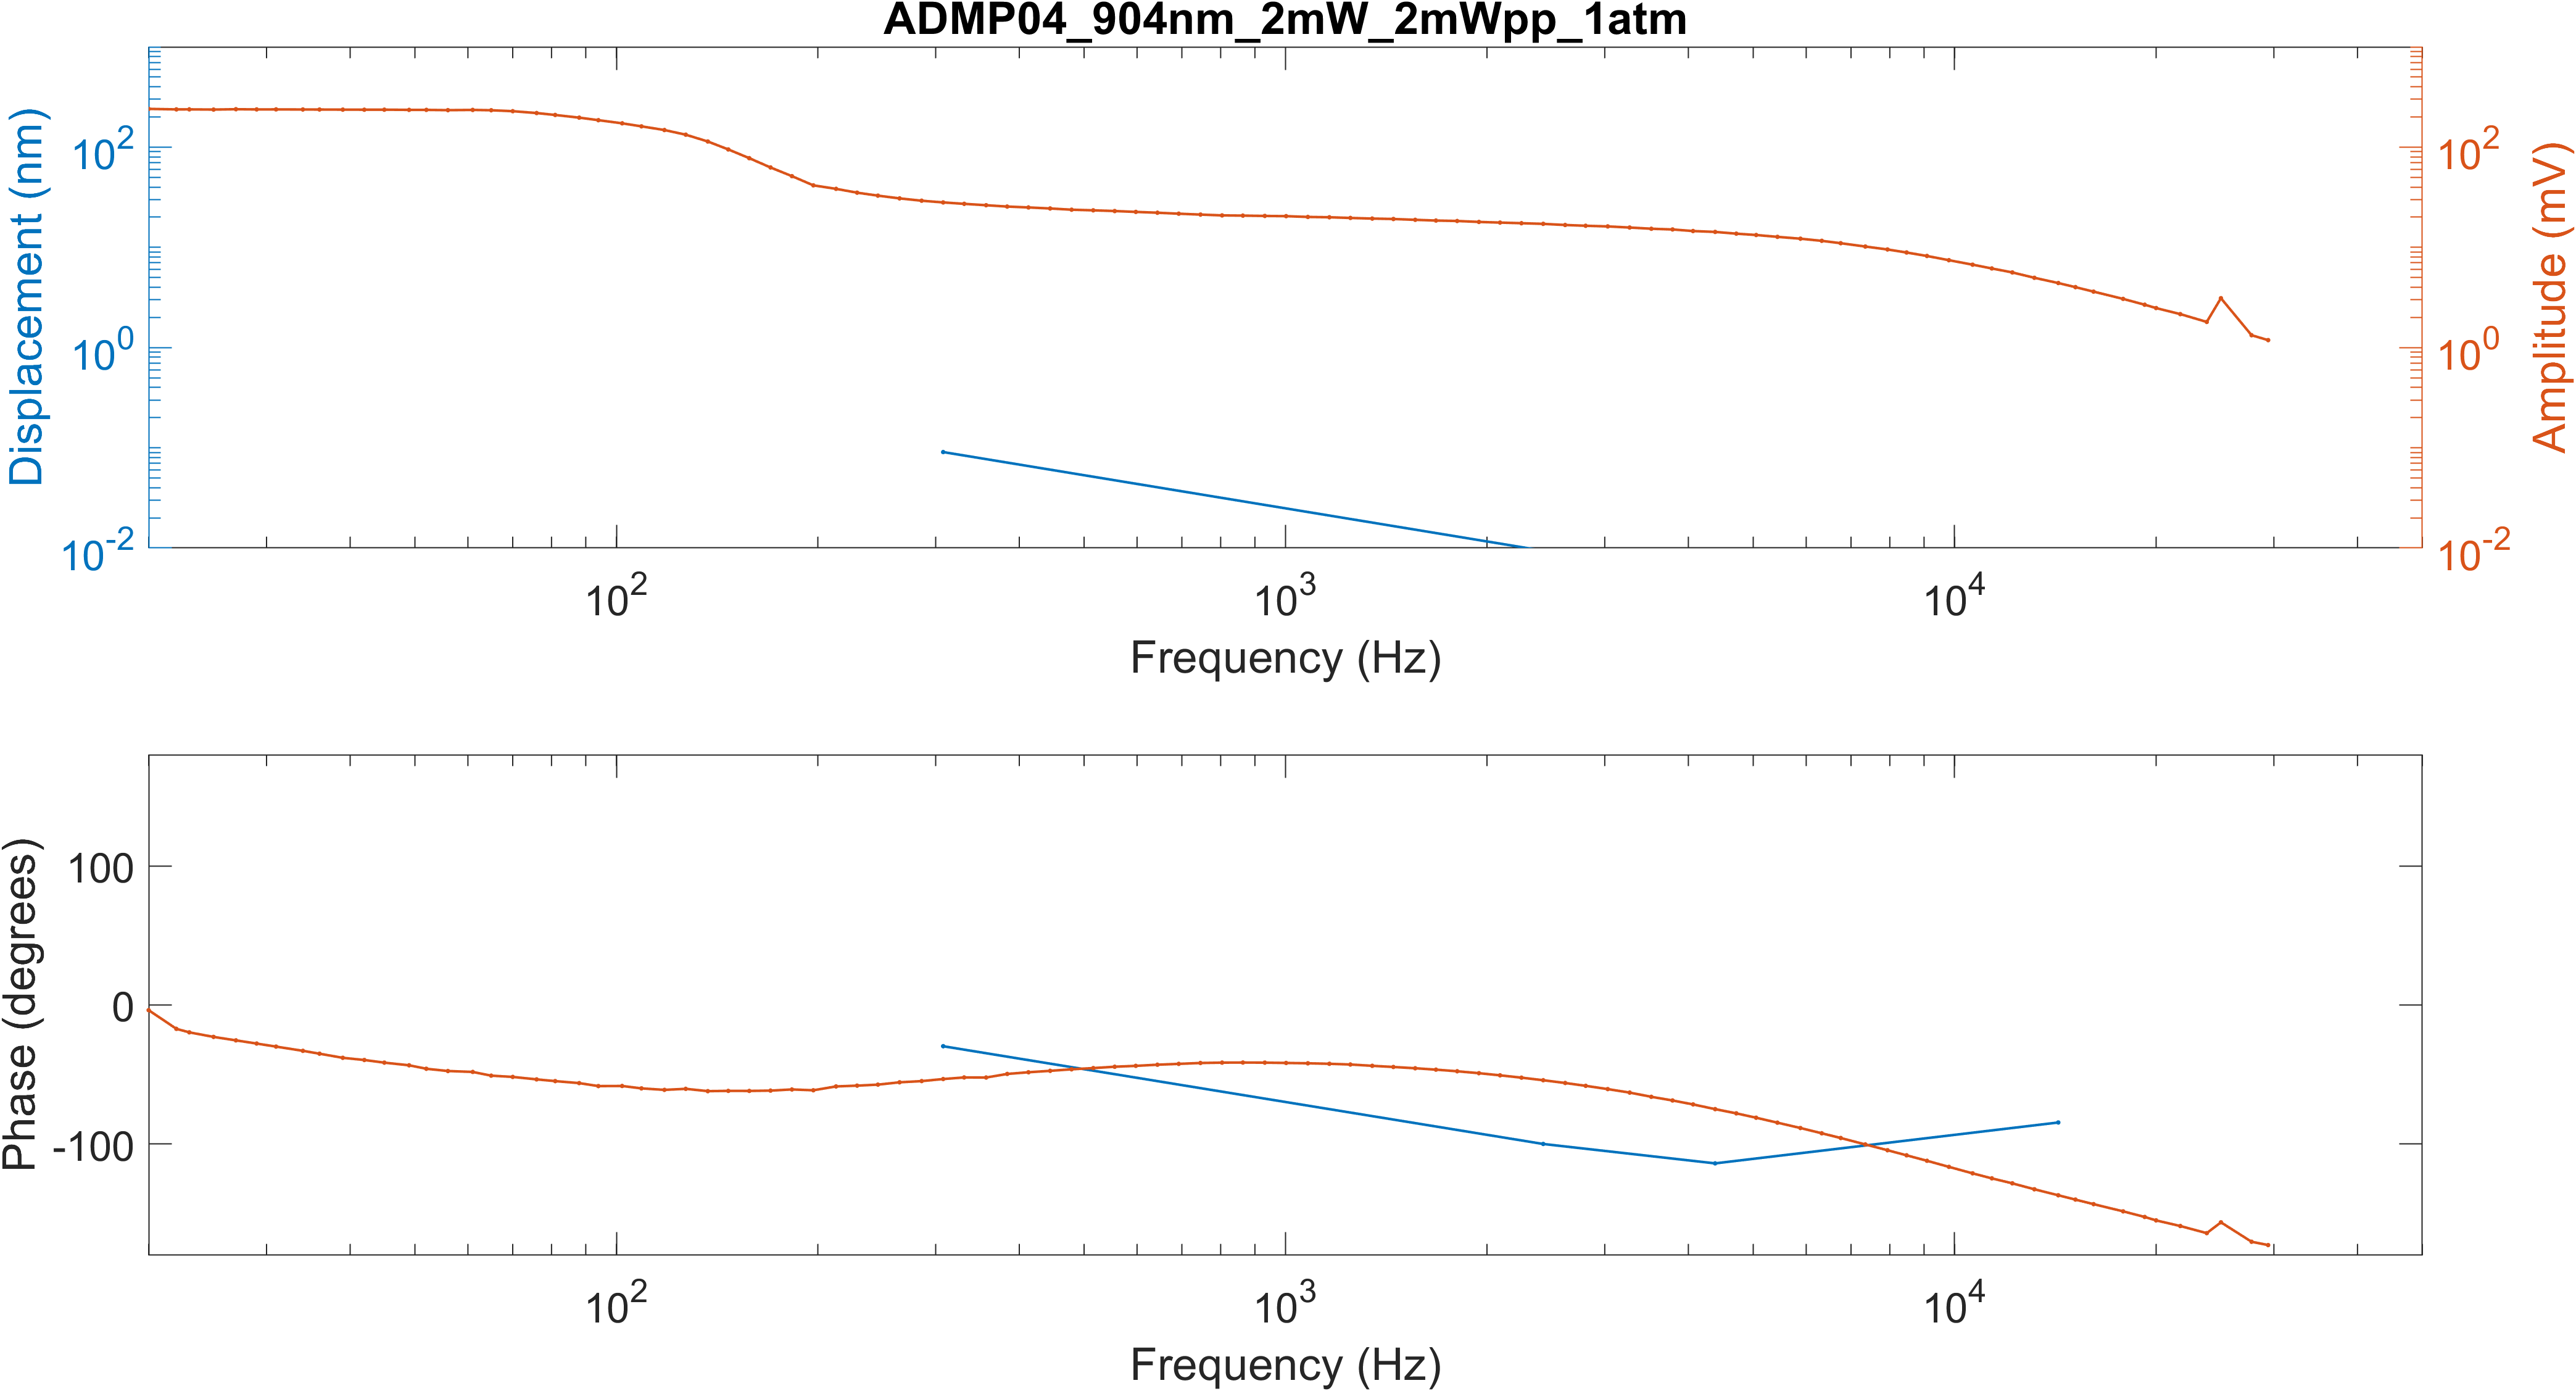 ADMP04_904nm_2mW_2mWpp_1atm
Displacement (nm)
10^2
10^0
10^-2
Amplitude (mV)
10^2
10^0
10^-2
10^2
10^3
10^4
Frequency (Hz)
Phase (degrees)
100
0
-100
10^2
10^3
10^4
Frequency (Hz)